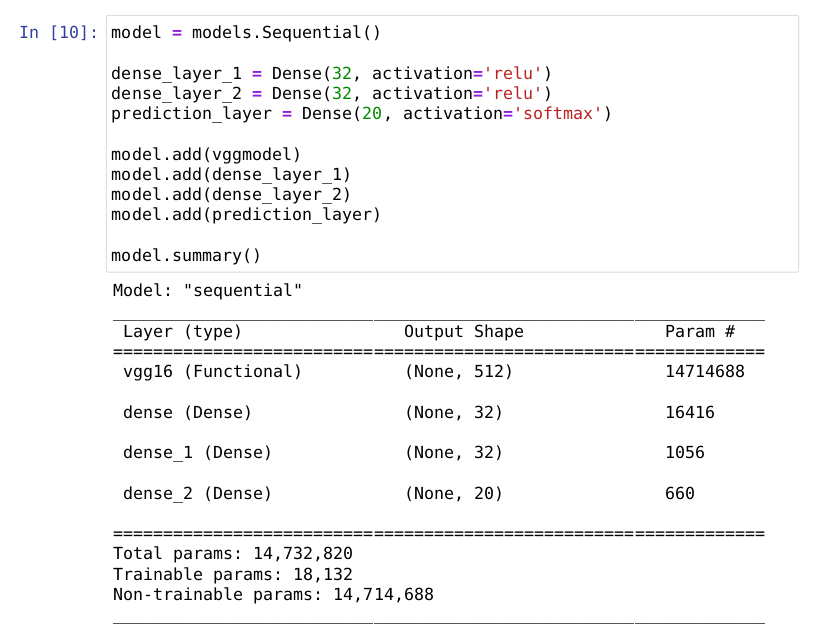 In [10]: model = models.Sequential()
dense_layer_1 = Dense(32, activation='relu')
dense_layer_2 = Dense(32, activation='relu')
prediction_layer = Dense(20, activation='softmax')
model.add(vggmodel)
model.add(dense_layer_1)
model.add(dense_layer_2)
model.add(prediction_layer)
model.summary()
Model: "sequential"
Layer (type) Output Shape Param #
=================================================================
vgg16 (Functional) (None, 512) 14714688
dense (Dense) (None, 32) 16416
dense_1 (Dense) (None, 32) 1056
dense_2 (Dense) (None, 20) 660
=================================================================
Total params: 14,732,820
Trainable params: 18,132
Non-trainable params: 14,714,688